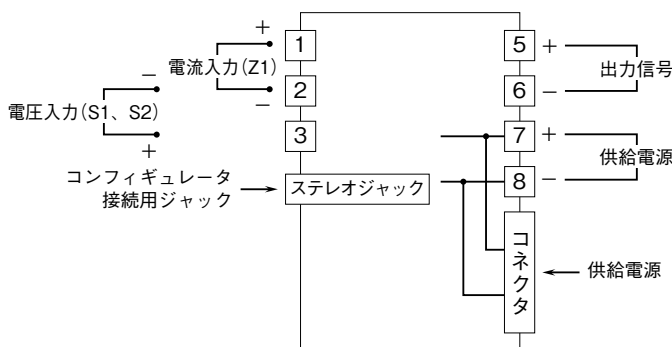 +
1
電流入力(Z1)
2
−
−
電圧入力(S1、S2)
+
3
コンフィギュレータ
接続用ジャック
ステレオジャック
5
+
出力信号
6
−
7
+
供給電源
8
−
コネクタ
供給電源